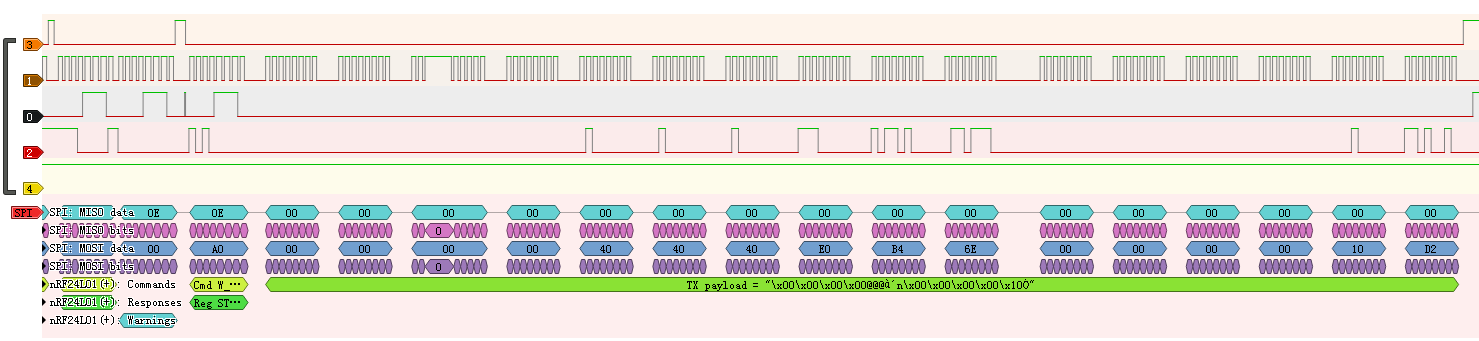 3
1
0
2
4
SPI SPI: MISO data 0E 0E 00 00 00 00 00 00 00 00 00 00 00 00 00 00 00 00
SPI: MISO bits 0
SPI: MOSI data 00 A0 00 00 00 00 40 40 40 E0 B4 6E 00 00 00 00 10 D2
SPI: MOSI bits 0
nRF24L01(+): Commands Cmd W_... TX payload = "\x00\x00\x00\x00@@@à´n\x00\x00\x00\x00\x10Ò"
nRF24L01(+): Responses Reg ST...
nRF24L01(+): Warnings